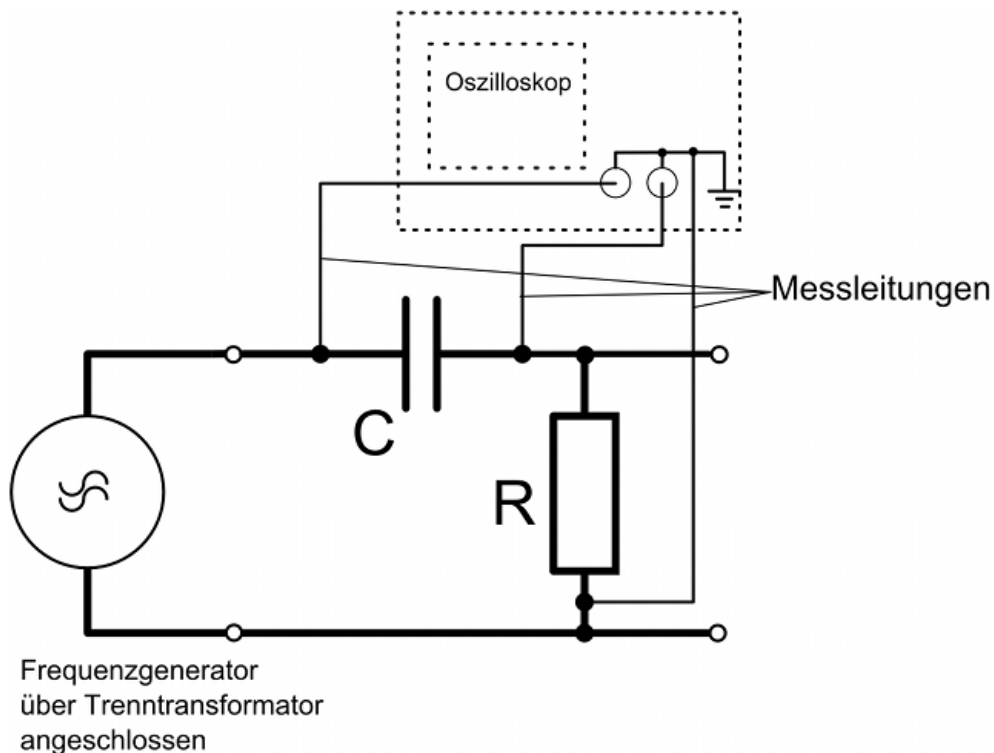 Oszilloskop
Messleitungen
C
R
Frequenzgenerator
über Trenntransformator
angeschlossen